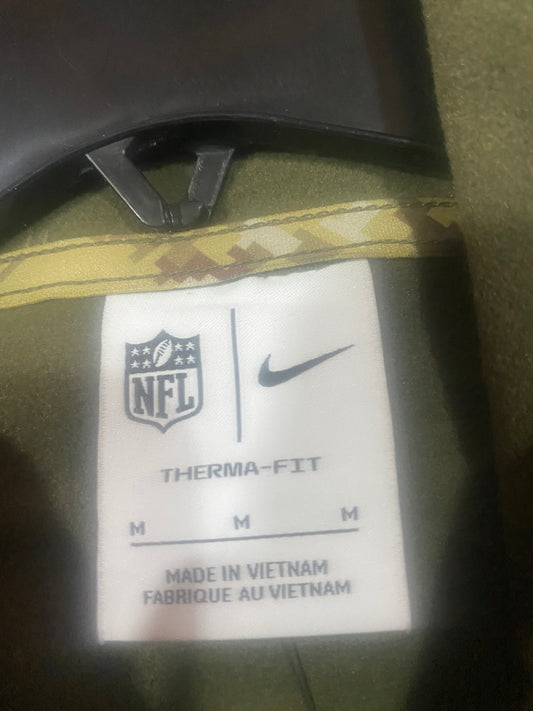 NFL
THERMA-FIT
M M M
MADE IN VIETNAM
FABRIQUE AU VIETNAM